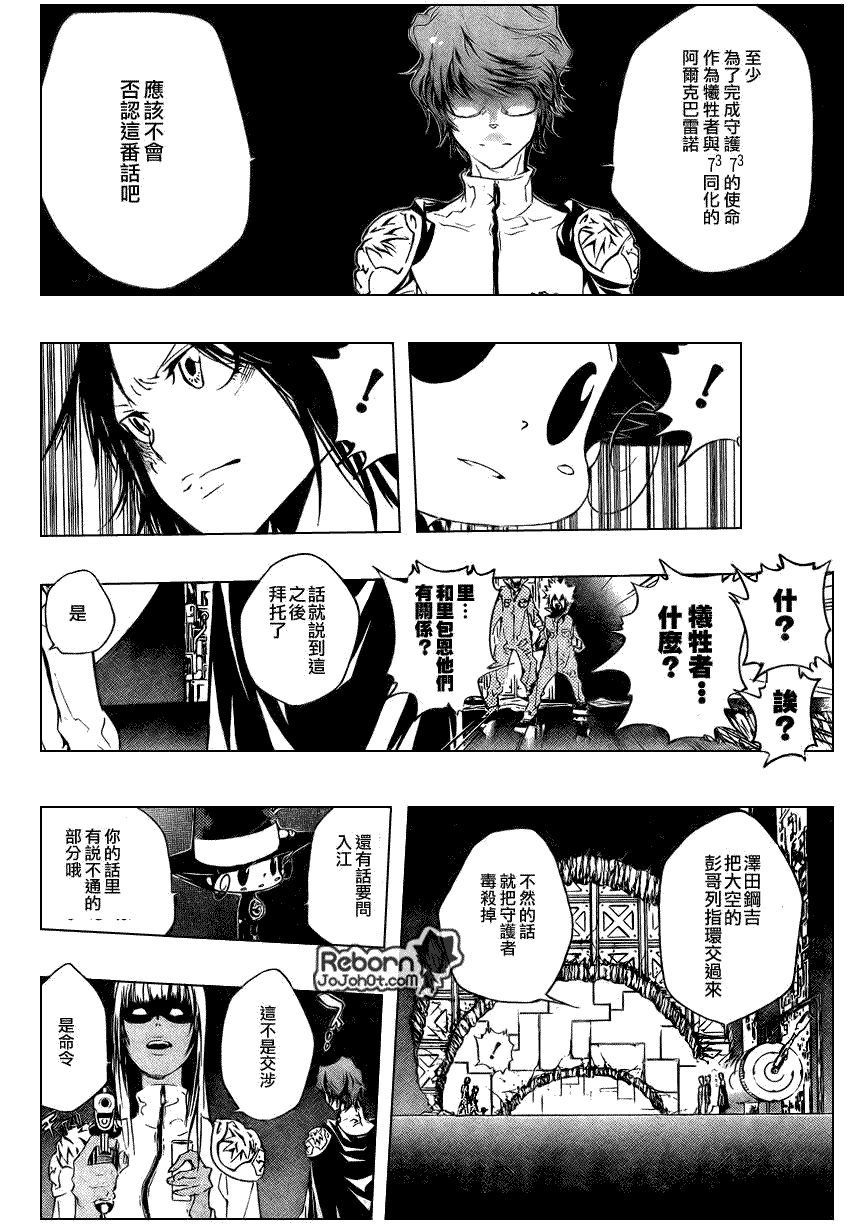 至少
為了完成守護7³的使命
作為犧牲者與7³同化的
阿爾克巴雷諾
應該不會
否認這番話吧
！
！
什？
誒？
犧牲者…
什麼？
里…
和里包恩他們
有關係？
話就說到這
之後
拜托了
是
澤田鋼吉
把大空的
彭哥列指環交過來
不然的話
就把守護者
毒殺掉
！
還有話要問
入江
你的話里
有說不通的
部分哦
這不是交涉
是命令
Reborn
JoJohot.com